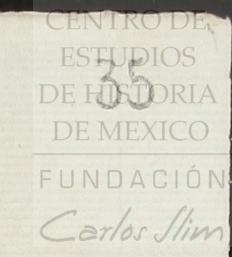 CENTRO DE
ESTUDIOS
35
DE HISTORIA
DE MEXICO
FUNDACIÓN
Carlos Slim